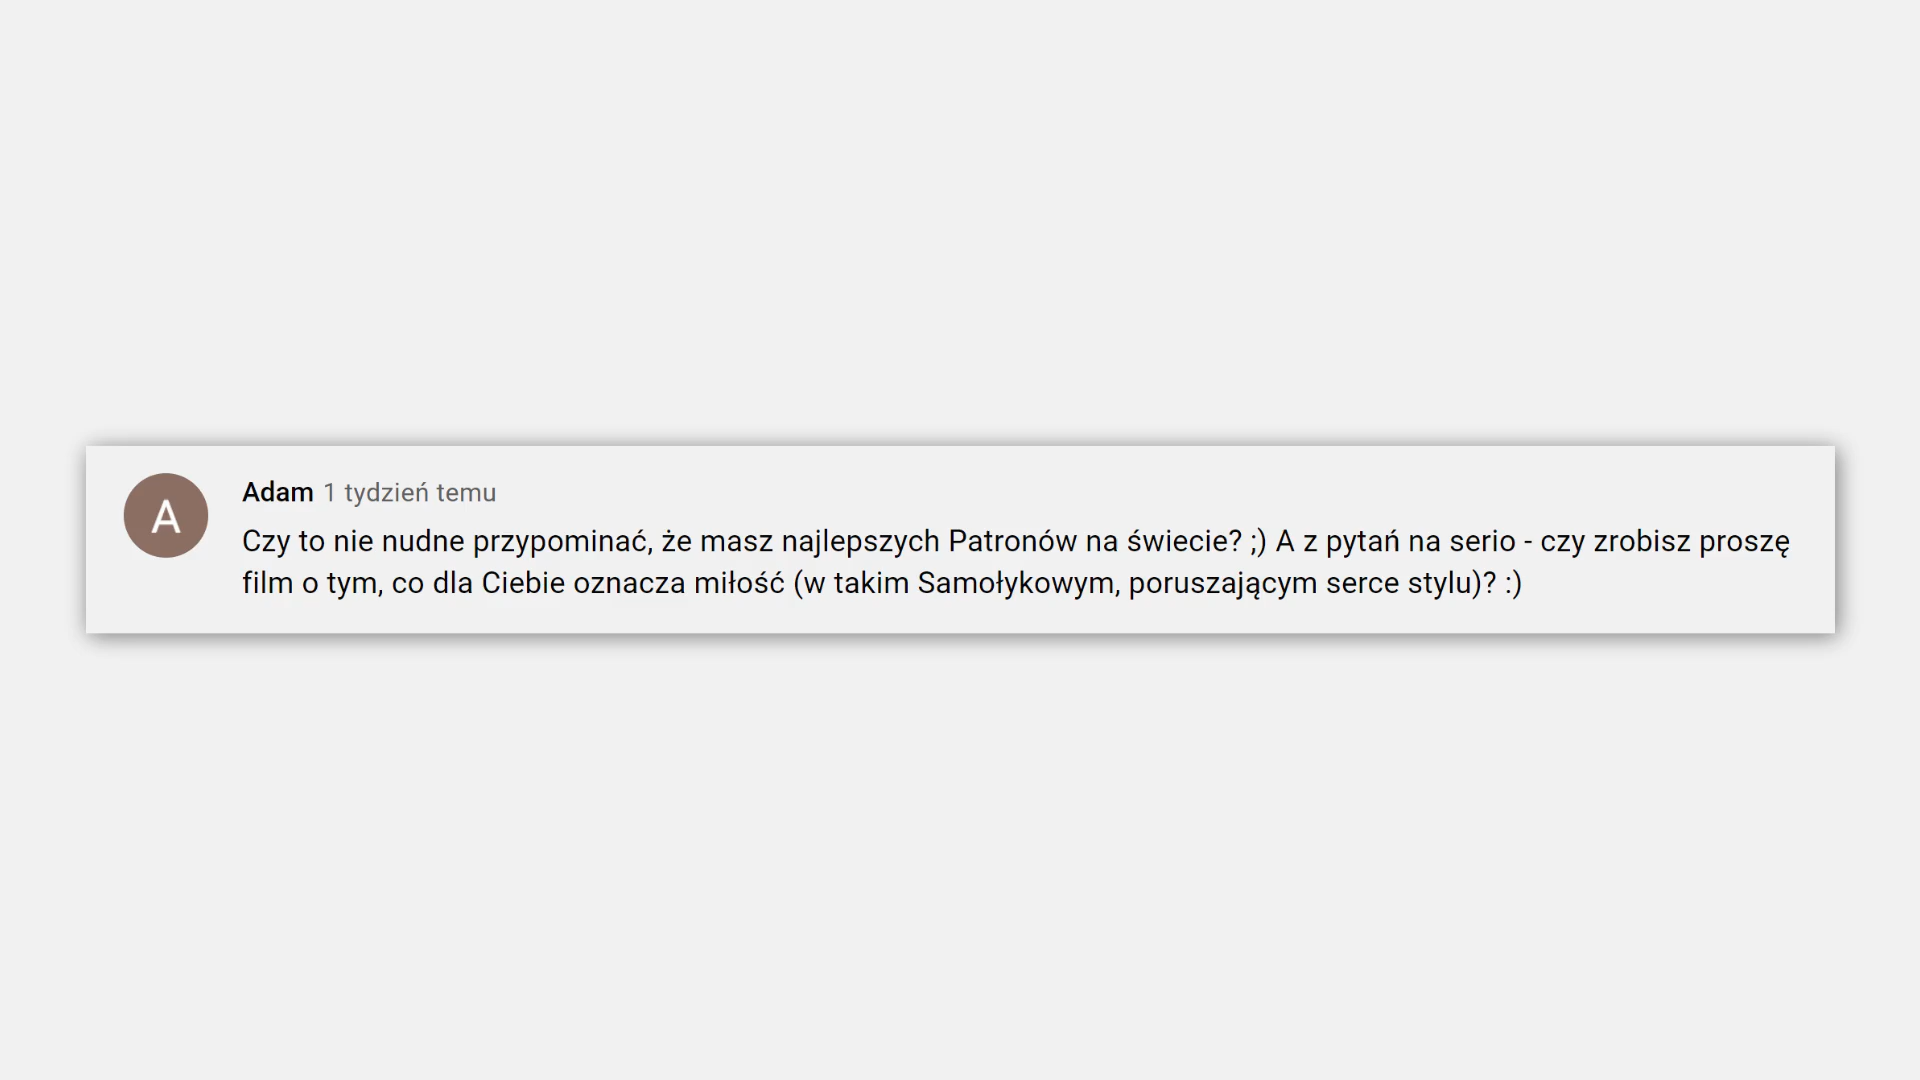 A
Adam 1 tydzień temu
Czy to nie nudne przypominać, że masz najlepszych Patronów na świecie? ;) A z pytań na serio - czy zrobisz proszę
film o tym, co dla Ciebie oznacza miłość (w takim Samołykowym, poruszającym serce stylu)? :)